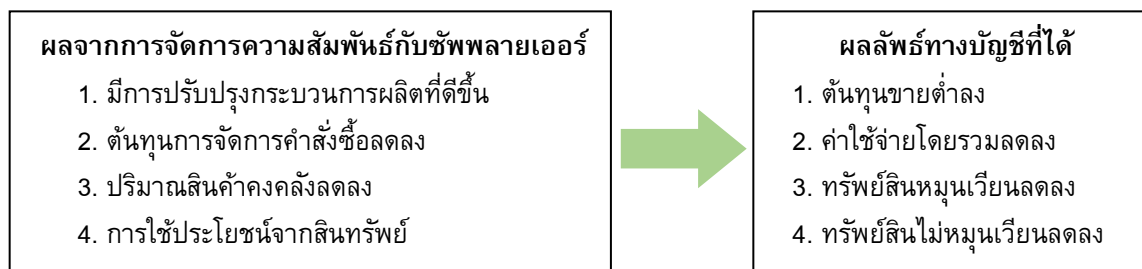 ผลจากการจัดการความสัมพันธ์กับซัพพลายเออร์
1. มีการปรับปรุงกระบวนการผลิตที่ดีขึ้น
2. ต้นทุนการจัดการคำสั่งซื้อลดลง
3. ปริมาณสินค้าคงคลังลดลง
4. การใช้ประโยชน์จากสินทรัพย์
ผลลัพธ์ทางบัญชีที่ได้
1. ต้นทุนขายต่ำลง
2. ค่าใช้จ่ายโดยรวมลดลง
3. ทรัพย์สินหมุนเวียนลดลง
4. ทรัพย์สินไม่หมุนเวียนลดลง